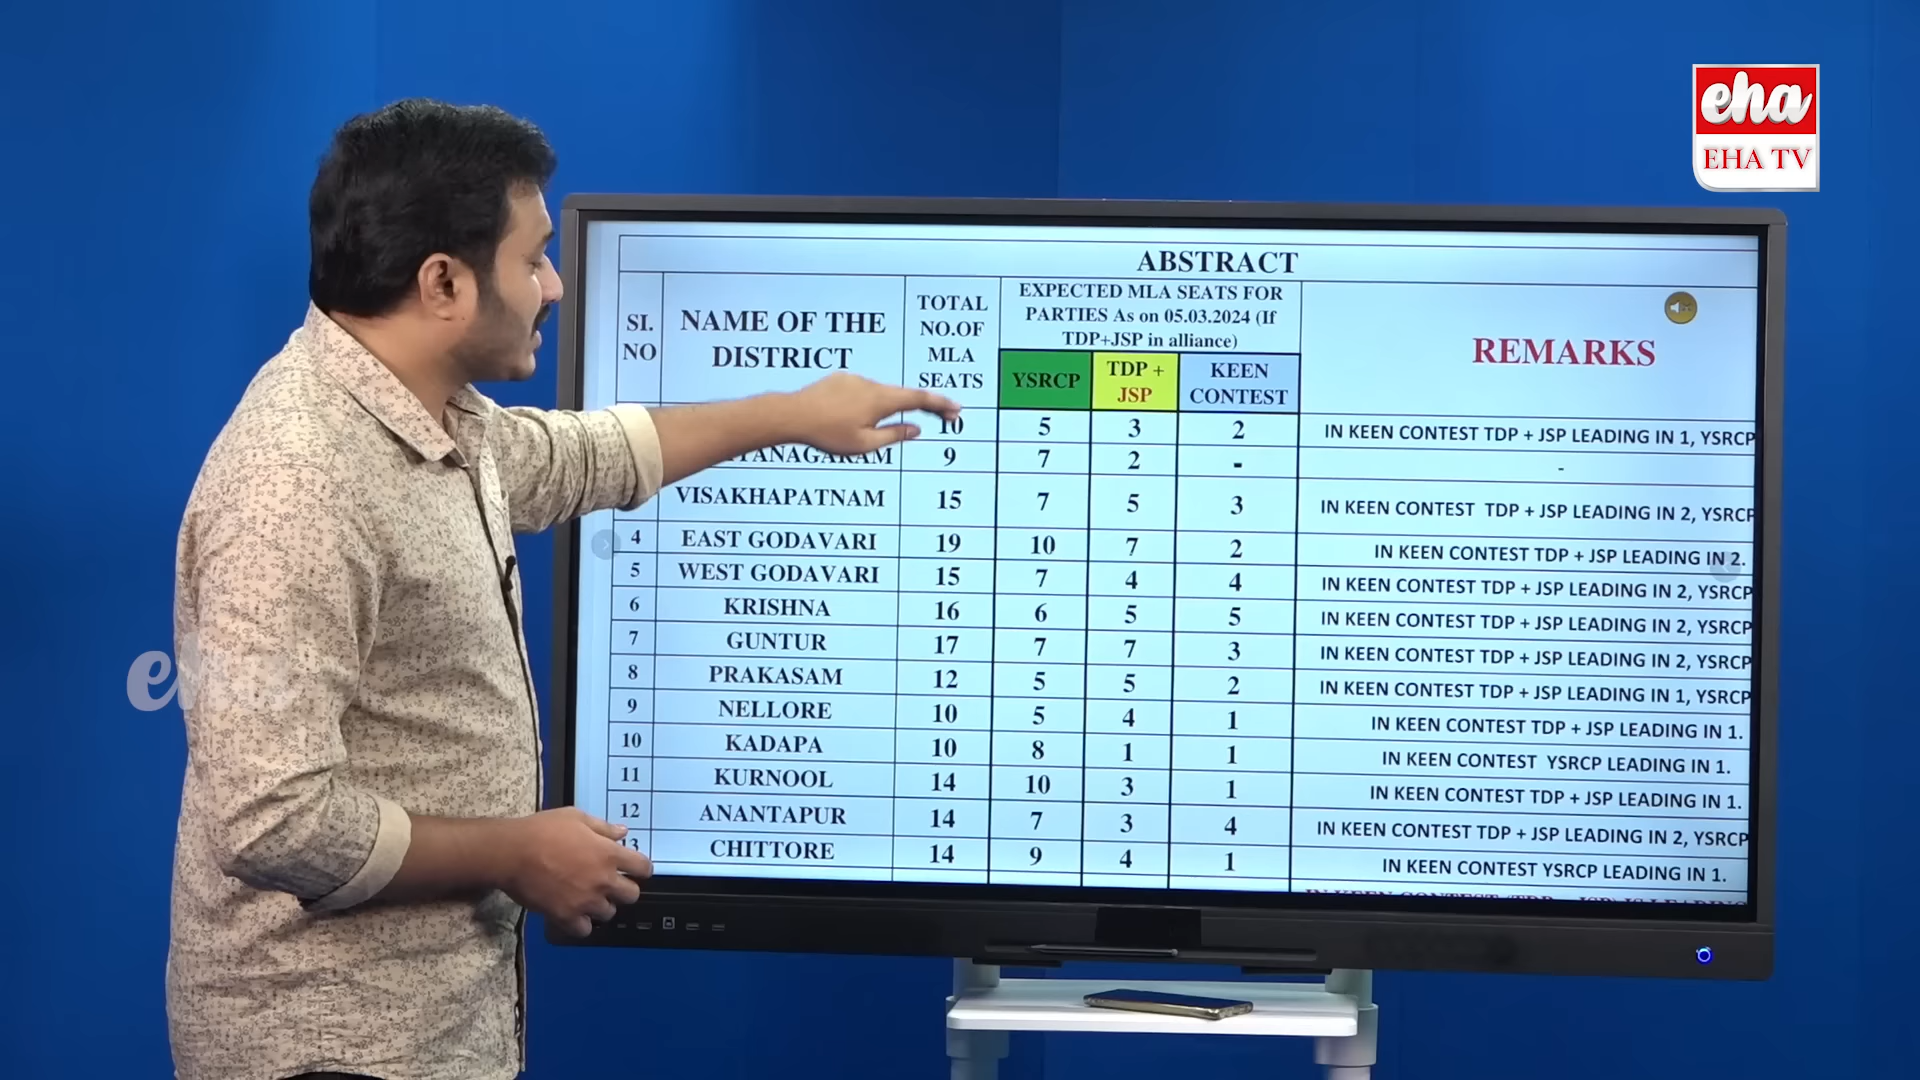 eha
EHA TV
ABSTRACT
SI. NO
NAME OF THE DISTRICT
TOTAL NO.OF MLA SEATS
EXPECTED MLA SEATS FOR PARTIES As on 05.03.2024 (If TDP+JSP in alliance)
YSRCP
TDP + JSP
KEEN CONTEST
REMARKS
10 5 3 2 IN KEEN CONTEST TDP + JSP LEADING IN 1, YSRCP
9 7 2 - -
VISAKHAPATNAM 15 7 5 3 IN KEEN CONTEST TDP + JSP LEADING IN 2, YSRCP
4 EAST GODAVARI 19 10 7 2 IN KEEN CONTEST TDP + JSP LEADING IN 2.
5 WEST GODAVARI 15 7 4 4 IN KEEN CONTEST TDP + JSP LEADING IN 2, YSRCP
6 KRISHNA 16 6 5 5 IN KEEN CONTEST TDP + JSP LEADING IN 2, YSRCP
7 GUNTUR 17 7 7 3 IN KEEN CONTEST TDP + JSP LEADING IN 2, YSRCP
8 PRAKASAM 12 5 5 2 IN KEEN CONTEST TDP + JSP LEADING IN 1, YSRCP
9 NELLORE 10 5 4 1 IN KEEN CONTEST TDP + JSP LEADING IN 1.
10 KADAPA 10 8 1 1 IN KEEN CONTEST YSRCP LEADING IN 1.
11 KURNOOL 14 10 3 1 IN KEEN CONTEST TDP + JSP LEADING IN 1.
12 ANANTAPUR 14 7 3 4 IN KEEN CONTEST TDP + JSP LEADING IN 2, YSRCP
13 CHITTORE 14 9 4 1 IN KEEN CONTEST YSRCP LEADING IN 1.